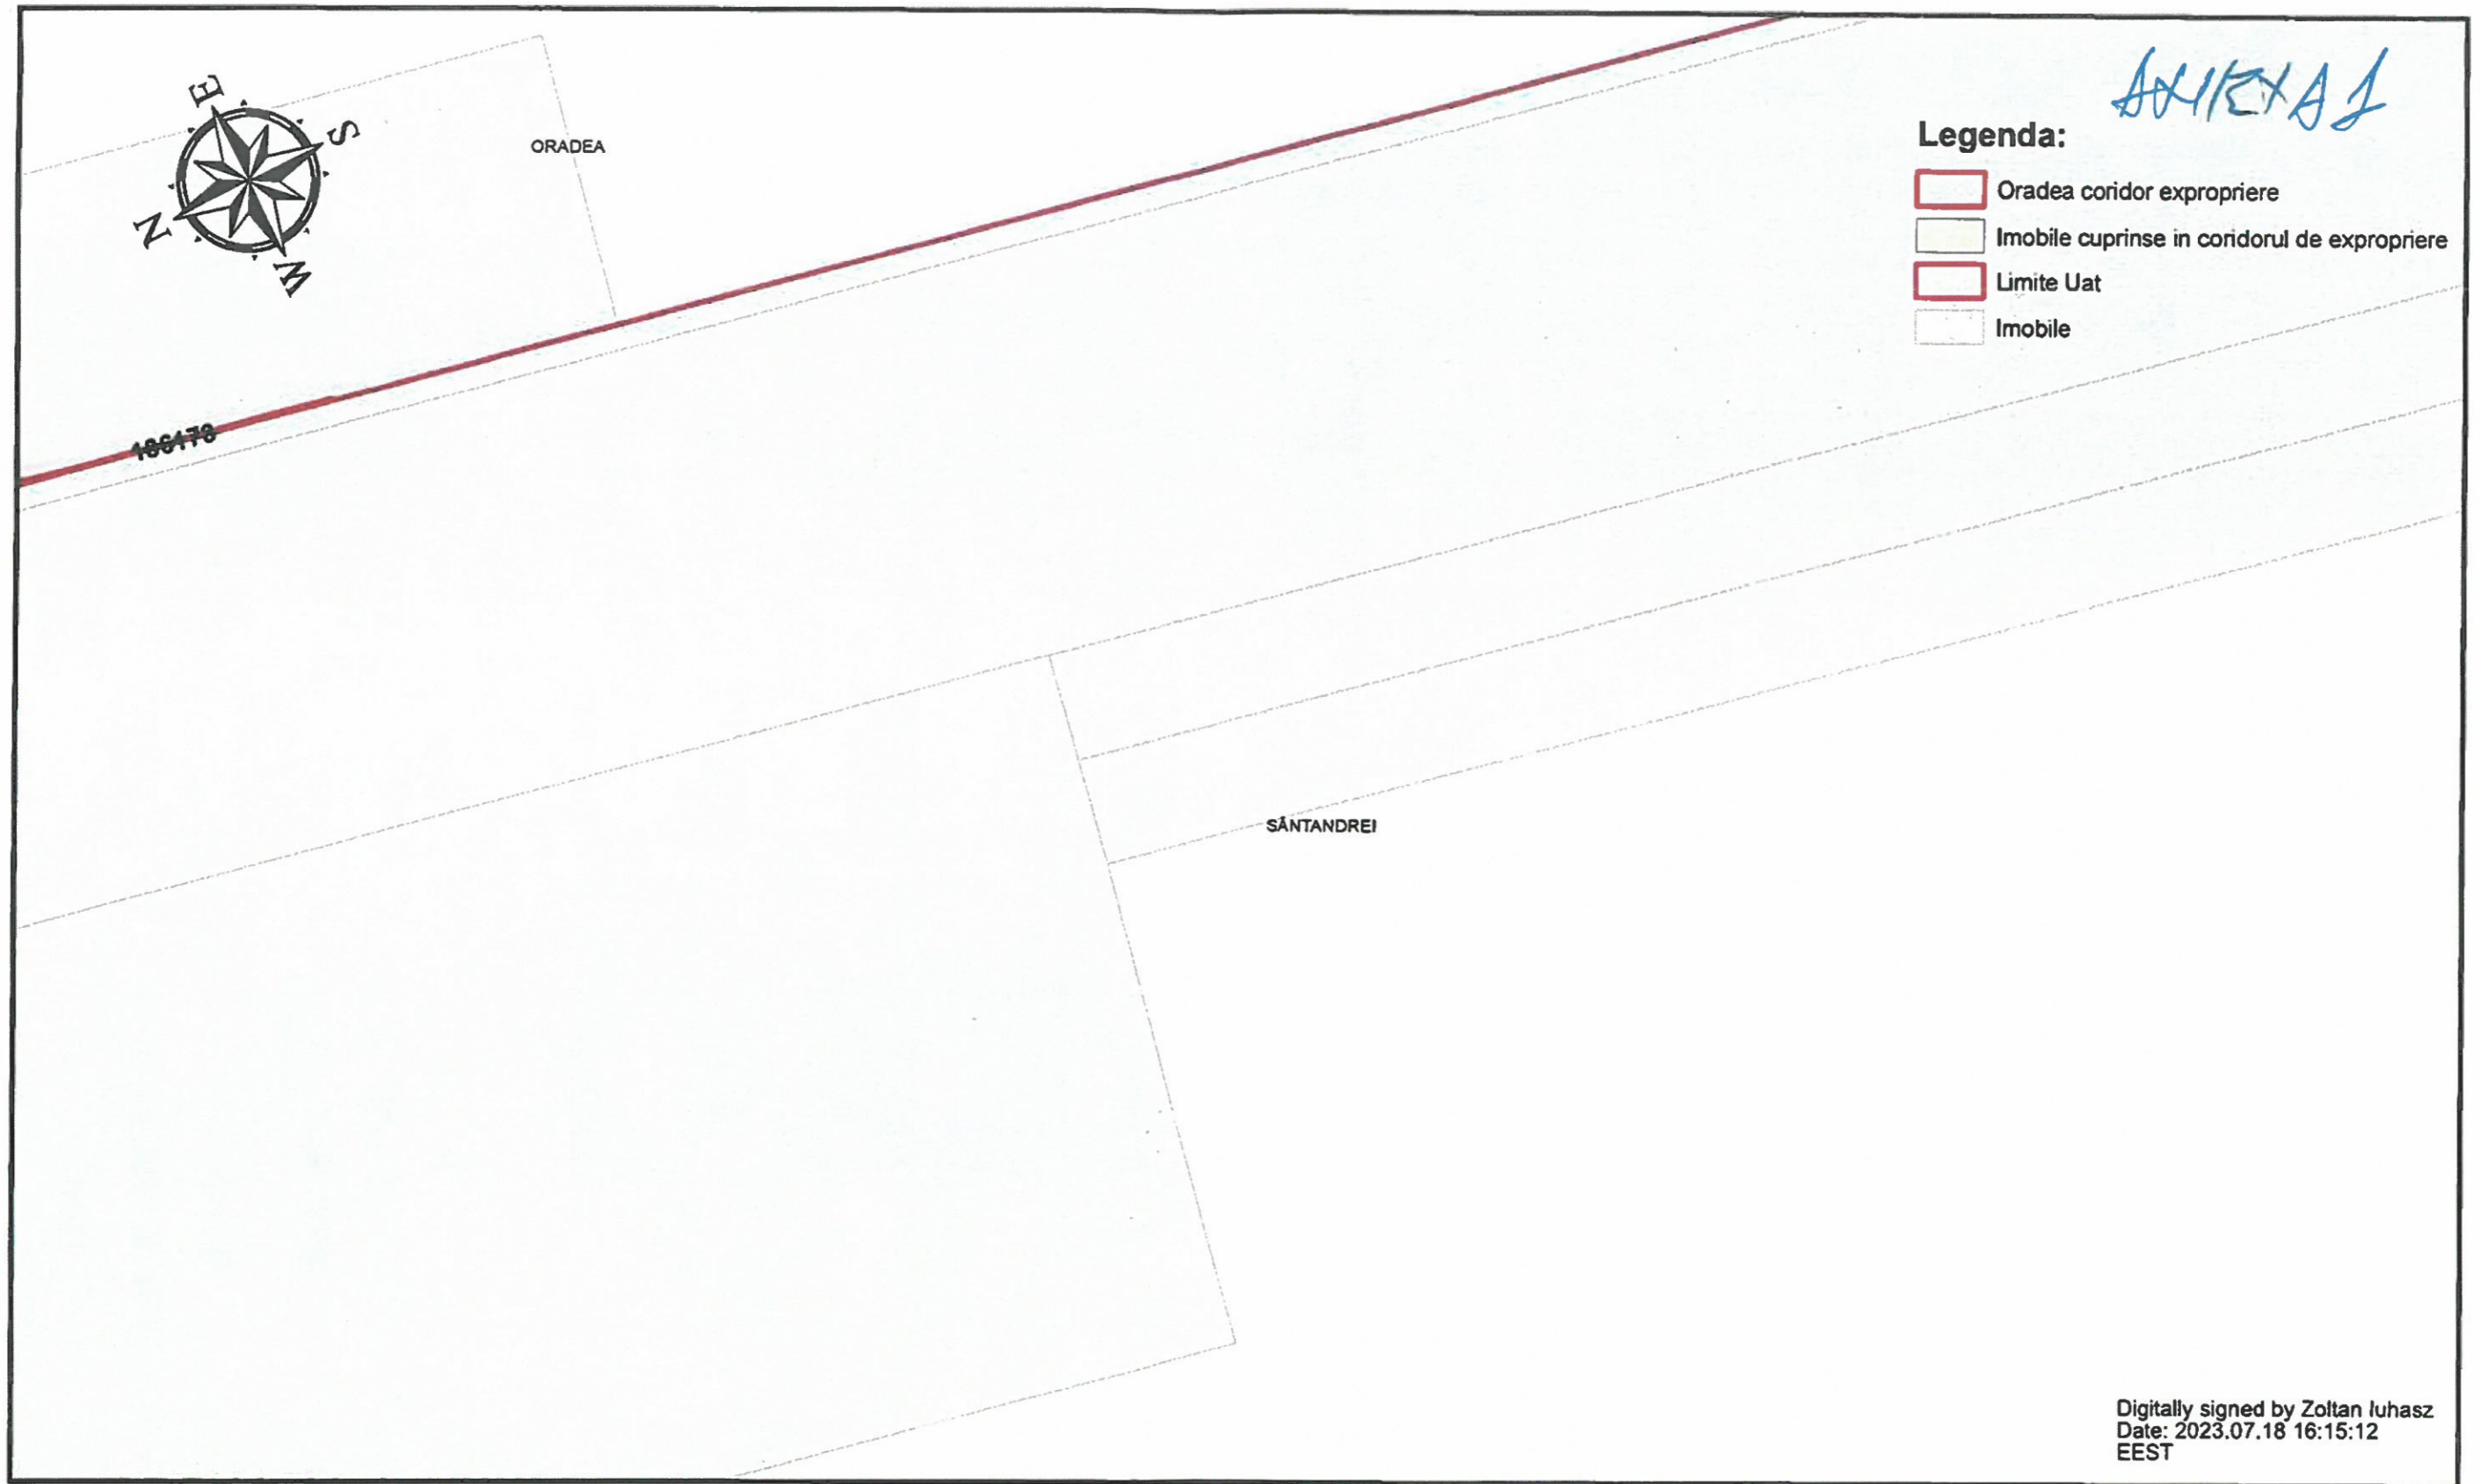 ANEXA 1
E
S
N
W
ORADEA
Legenda:
Oradea coridor expropriere
Imobile cuprinse in coridorul de expropriere
Limite Uat
Imobile
SÂNTANDREI
Digitally signed by Zoltan Iuhasz
Date: 2023.07.18 16:15:12
EEST